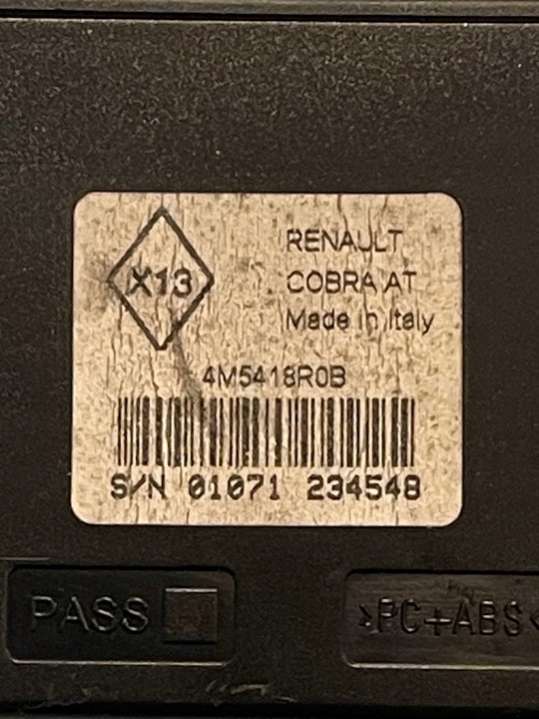 X13
RENAULT
COBRA AT
Made in Italy
4M5418R0B
S/N 01071 234548
PASS
>PC+ABS<